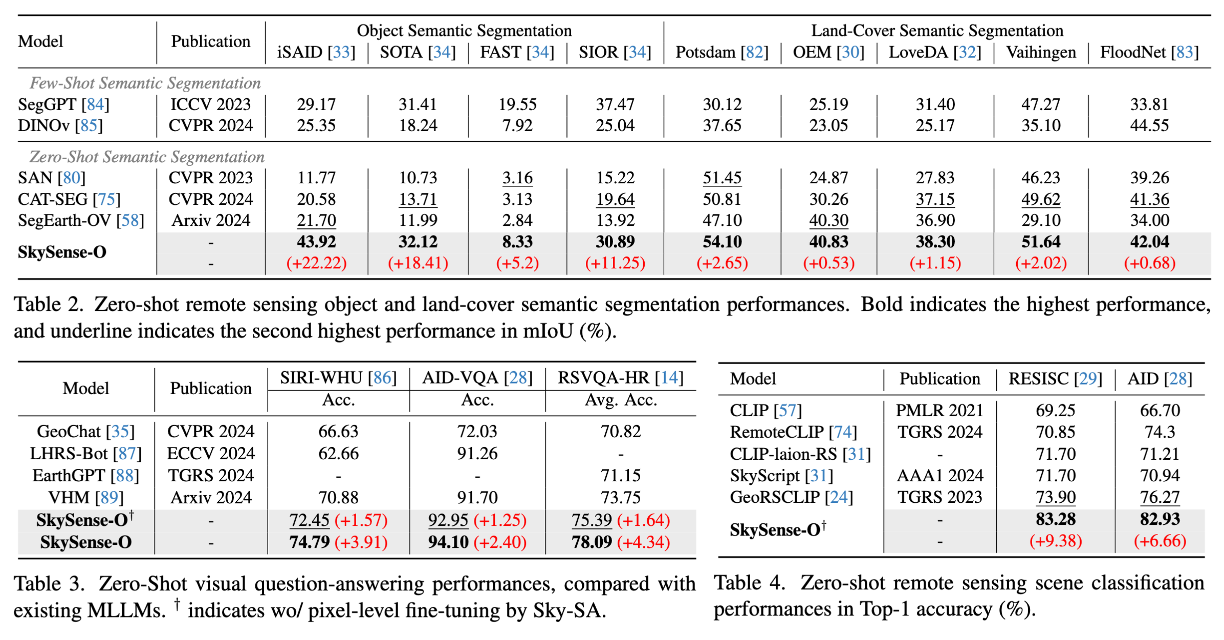 Model Publication Object Semantic Segmentation Land-Cover Semantic Segmentation
iSAID [33] SOTA [34] FAST [34] SIOR [34] Potsdam [82] OEM [30] LoveDA [32] Vaihingen FloodNet [83]
Few-Shot Semantic Segmentation
SegGPT [84] ICCV 2023 29.17 31.41 19.55 37.47 30.12 25.19 31.40 47.27 33.81
DINOv [85] CVPR 2024 25.35 18.24 7.92 25.04 37.65 23.05 25.17 35.10 44.55
Zero-Shot Semantic Segmentation
SAN [80] CVPR 2023 11.77 10.73 3.16 15.22 51.45 24.87 27.83 46.23 39.26
CAT-SEG [75] CVPR 2024 20.58 13.71 3.13 19.64 50.81 30.26 37.15 49.62 41.36
SegEarth-OV [58] Arxiv 2024 21.70 11.99 2.84 13.92 47.10 40.30 36.90 29.10 34.00
SkySense-O - 43.92 32.12 8.33 30.89 54.10 40.83 38.30 51.64 42.04
- (+22.22) (+18.41) (+5.2) (+11.25) (+2.65) (+0.53) (+1.15) (+2.02) (+0.68)
Table 2. Zero-shot remote sensing object and land-cover semantic segmentation performances. Bold indicates the highest performance,
and underline indicates the second highest performance in mIoU (%).
Model Publication SIRI-WHU [86] AID-VQA [28] RSVQA-HR [14]
Acc. Acc. Avg. Acc.
GeoChat [35] CVPR 2024 66.63 72.03 70.82
LHRS-Bot [87] ECCV 2024 62.66 91.26 -
EarthGPT [88] TGRS 2024 - - 71.15
VHM [89] Arxiv 2024 70.88 91.70 73.75
SkySense-O† - 72.45 (+1.57) 92.95 (+1.25) 75.39 (+1.64)
SkySense-O - 74.79 (+3.91) 94.10 (+2.40) 78.09 (+4.34)
Table 3. Zero-Shot visual question-answering performances, compared with
existing MLLMs. † indicates wo/ pixel-level fine-tuning by Sky-SA.
Model Publication RESISC [29] AID [28]
CLIP [57] PMLR 2021 69.25 66.70
RemoteCLIP [74] TGRS 2024 70.85 74.3
CLIP-laion-RS [31] - 71.70 71.21
SkyScript [31] AAA1 2024 71.70 70.94
GeoRSCLIP [24] TGRS 2023 73.90 76.27
SkySense-O† - 83.28 82.93
- (+9.38) (+6.66)
Table 4. Zero-shot remote sensing scene classification
performances in Top-1 accuracy (%).